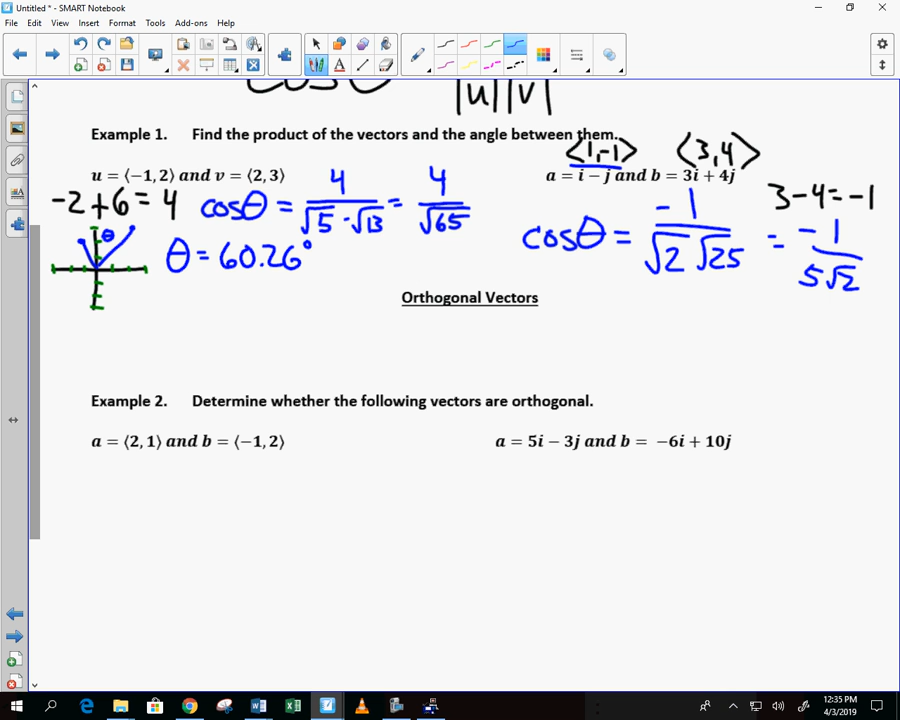 Untitled * - SMART Notebook
File Edit View Insert Format Tools Add-ons Help
cosθ |u||v|
Example 1. Find the product of the vectors and the angle between them.
⟨1,-1⟩ ⟨3,4⟩
u = ⟨−1, 2⟩ and v = ⟨2, 3⟩ a = i − j and b = 3i + 4j
-2+6=4 cosθ = 4/√5·√13 = 4/√65 3-4=-1
θ
θ = 60.26° cosθ = -1/√2√25 = -1/5√2
Orthogonal Vectors
Example 2. Determine whether the following vectors are orthogonal.
a = ⟨2, 1⟩ and b = ⟨−1, 2⟩ a = 5i − 3j and b = −6i + 10j
12:35 PM
4/3/2019